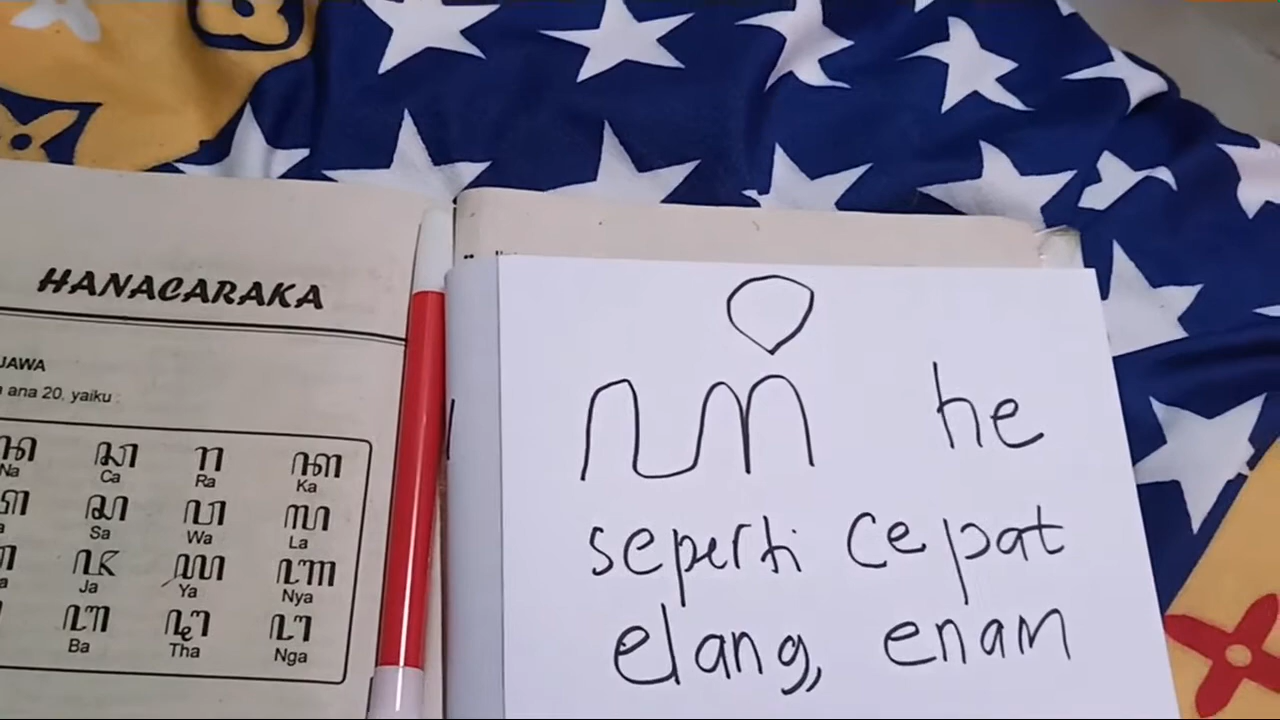 HANACARAKA
JAWA
ana 20, yaiku
ꦤ ꦕ ꦫ ꦏ
Na Ca Ra Ka
ꦱ ꦮ ꦭ
a Sa Wa La
ꦗ ꦪ ꦚ
a Ja Ya Nya
ꦧ ꦛ ꦔ
Ba Tha Nga
ꦲꦼ he
seperti cepat
elang, enam